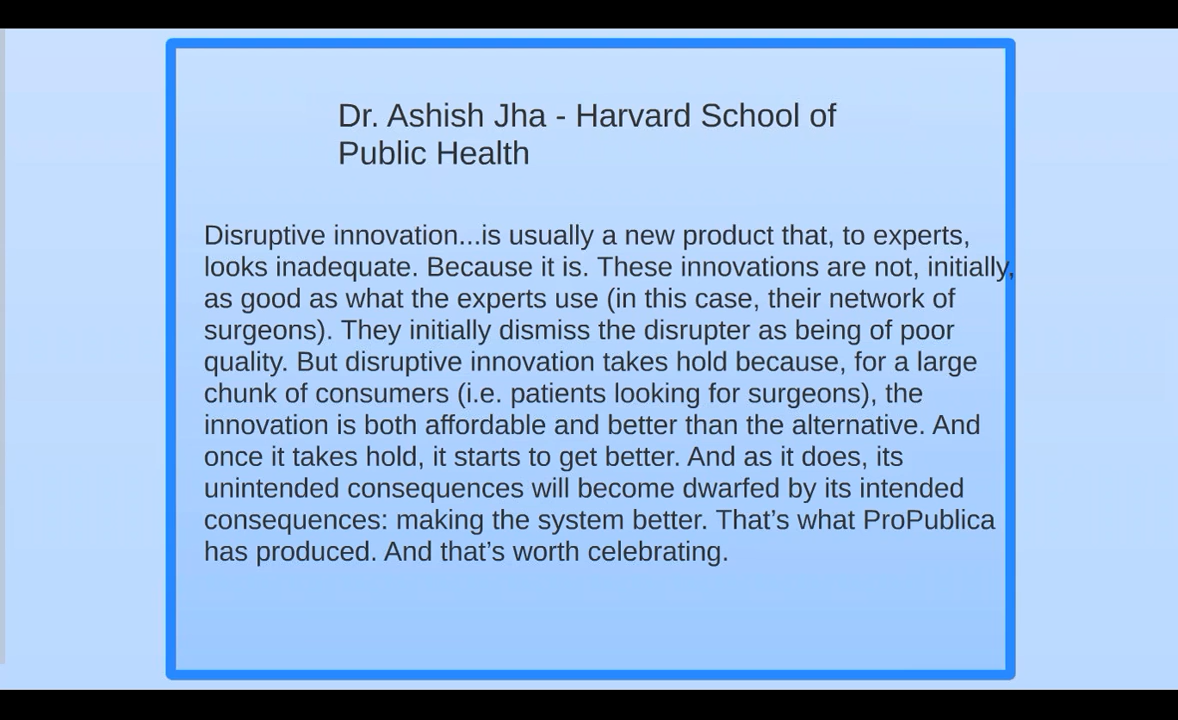 Dr. Ashish Jha - Harvard School of
Public Health
Disruptive innovation...is usually a new product that, to experts,
looks inadequate. Because it is. These innovations are not, initially,
as good as what the experts use (in this case, their network of
surgeons). They initially dismiss the disrupter as being of poor
quality. But disruptive innovation takes hold because, for a large
chunk of consumers (i.e. patients looking for surgeons), the
innovation is both affordable and better than the alternative. And
once it takes hold, it starts to get better. And as it does, its
unintended consequences will become dwarfed by its intended
consequences: making the system better. That’s what ProPublica
has produced. And that’s worth celebrating.